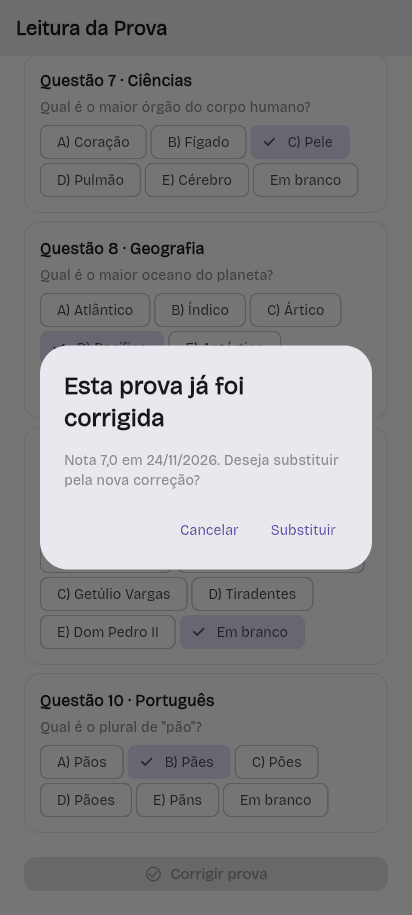 Leitura da Prova
Questão 7 · Ciências
Qual é o maior órgão do corpo humano?
A) Coração
B) Fígado
C) Pele
D) Pulmão
E) Cérebro
Em branco
Questão 8 · Geografia
Qual é o maior oceano do planeta?
A) Atlântico
B) Índico
C) Ártico
Esta prova já foi
corrigida
Nota 7,0 em 24/11/2026. Deseja substituir
pela nova correção?
Cancelar
Substituir
C) Getúlio Vargas
D) Tiradentes
E) Dom Pedro II
Em branco
Questão 10 · Português
Qual é o plural de "pão"?
A) Pãos
B) Pães
C) Pões
D) Pãoes
E) Pãns
Em branco
Corrigir prova